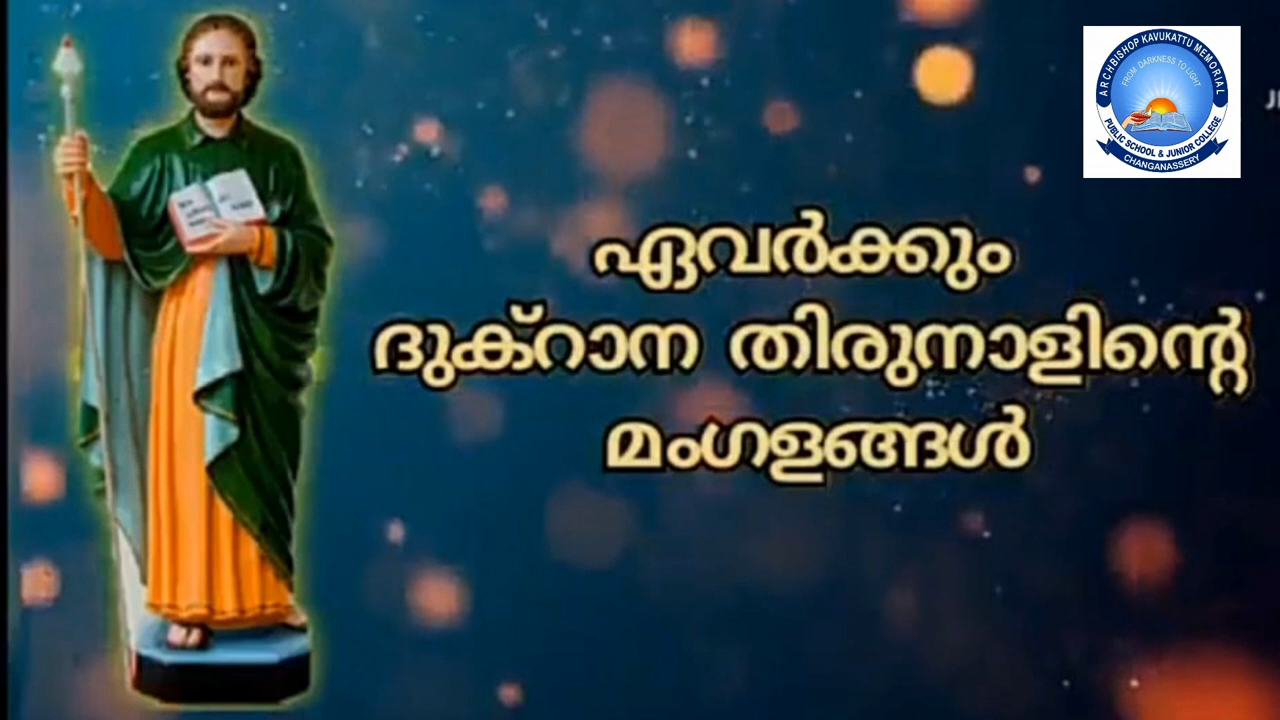 ഏവർക്കും
ദുക്റാന തിരുനാളിന്റെ
മംഗളങ്ങൾ
ARCHBISHOP KAVUKATTU MEMORIAL
FROM DARKNESS TO LIGHT
PUBLIC SCHOOL & JUNIOR COLLEGE
CHANGANASSERY